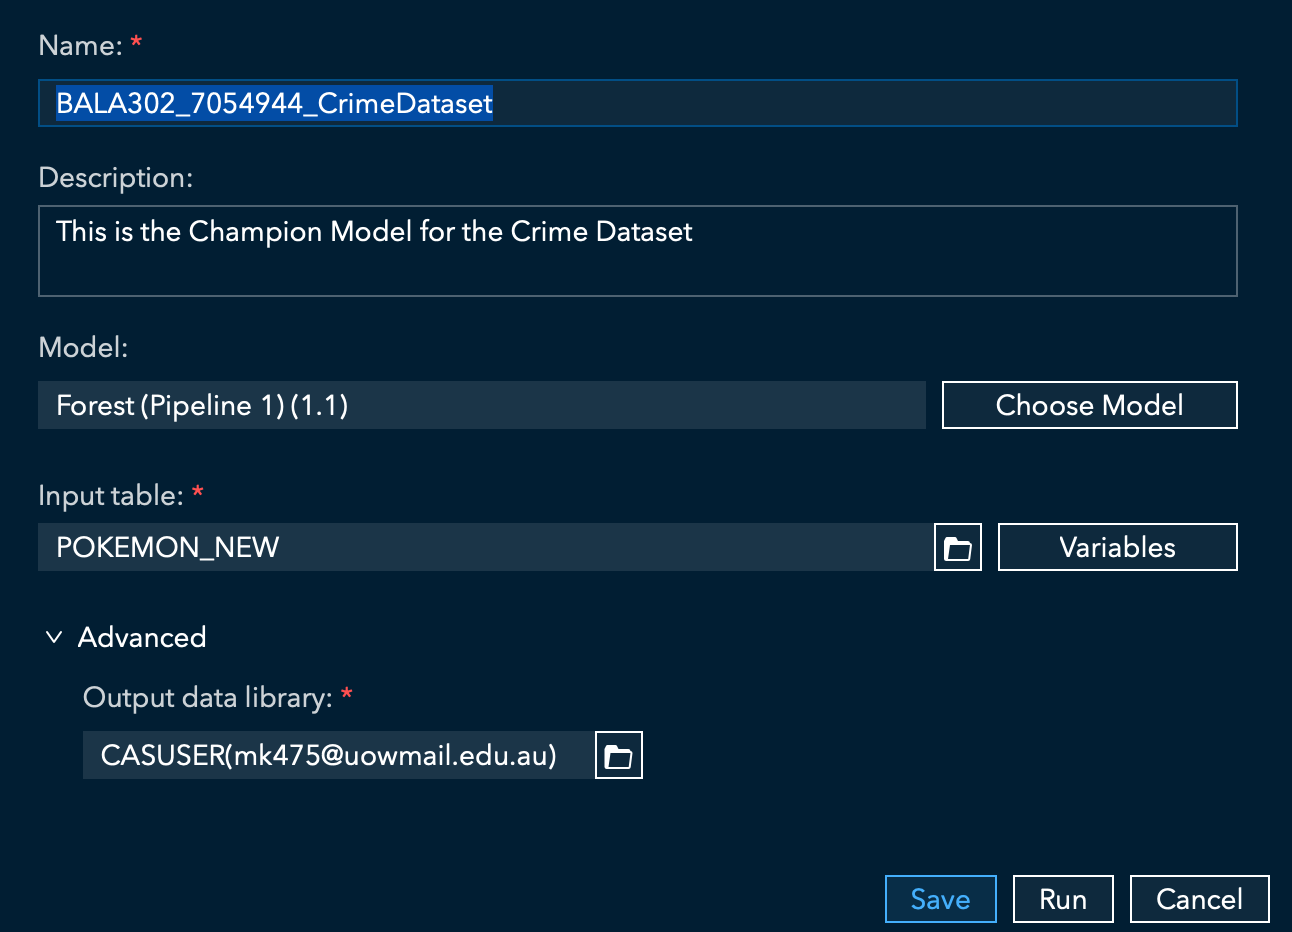 Name: *
BALA302_7054944_CrimeDataset
Description:
This is the Champion Model for the Crime Dataset
Model:
Forest (Pipeline 1) (1.1)
Choose Model
Input table: *
POKEMON_NEW
Variables
Advanced
Output data library: *
CASUSER(mk475@uowmail.edu.au)
Save
Run
Cancel